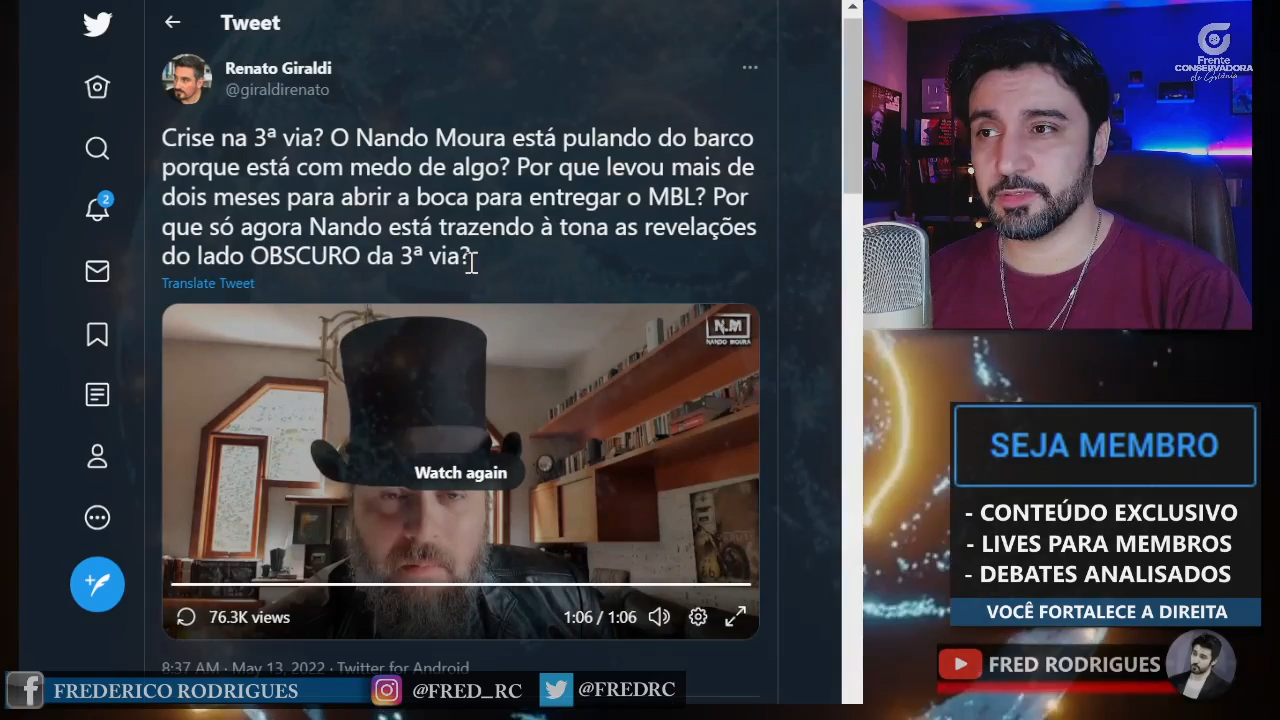 Tweet
Renato Giraldi
@giraldirenato
Crise na 3ª via? O Nando Moura está pulando do barco
porque está com medo de algo? Por que levou mais de
dois meses para abrir a boca para entregar o MBL? Por
que só agora Nando está trazendo à tona as revelações
do lado OBSCURO da 3ª via?
Translate Tweet
N.M
NANDO MOURA
Watch again
76.3K views
1:06 / 1:06
8:37 AM · May 13, 2022 · Twitter for Android
2
Frente
CONSERVADORA
de Goiânia
SEJA MEMBRO
- CONTEÚDO EXCLUSIVO
- LIVES PARA MEMBROS
- DEBATES ANALISADOS
VOCÊ FORTALECE A DIREITA
FRED RODRIGUES
FREDERICO RODRIGUES
@FRED_RC
@FREDRC